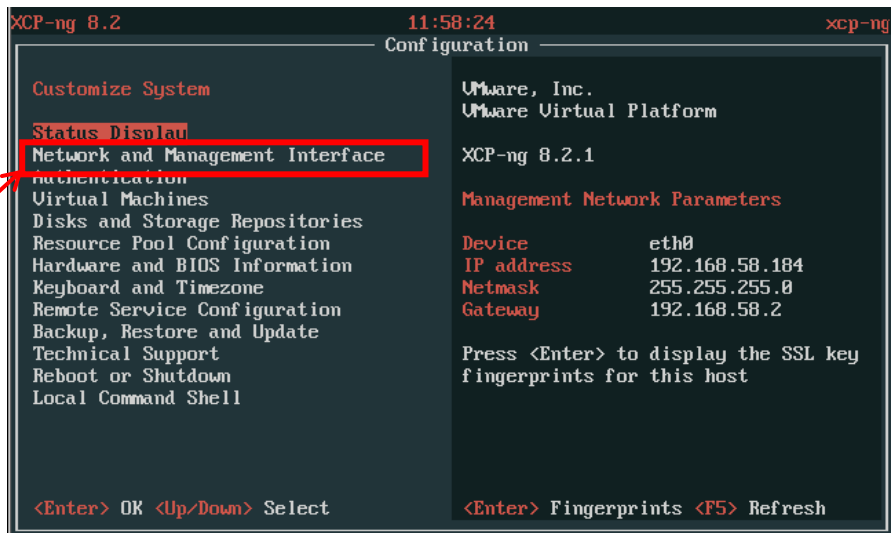 XCP-ng 8.2 11:58:24 xcp-ng
Configuration
Customize System
Status Display
Network and Management Interface
Authentication
Virtual Machines
Disks and Storage Repositories
Resource Pool Configuration
Hardware and BIOS Information
Keyboard and Timezone
Remote Service Configuration
Backup, Restore and Update
Technical Support
Reboot or Shutdown
Local Command Shell
<Enter> OK <Up/Down> Select
VMware, Inc.
VMware Virtual Platform
XCP-ng 8.2.1
Management Network Parameters
Device eth0
IP address 192.168.58.184
Netmask 255.255.255.0
Gateway 192.168.58.2
Press <Enter> to display the SSL key
fingerprints for this host
<Enter> Fingerprints <F5> Refresh